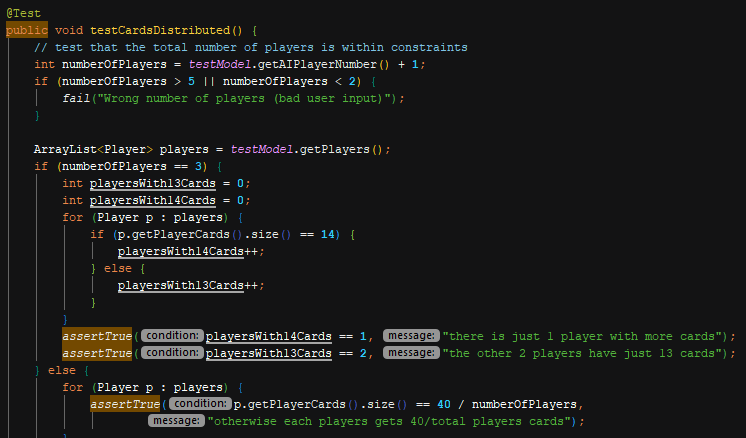 @Test
public void testCardsDistributed() {
// test that the total number of players is within constraints
int numberOfPlayers = testModel.getAIPlayerNumber() + 1;
if (numberOfPlayers > 5 || numberOfPlayers < 2) {
fail("Wrong number of players (bad user input)");
}
ArrayList<Player> players = testModel.getPlayers();
if (numberOfPlayers == 3) {
int playersWith13Cards = 0;
int playersWith14Cards = 0;
for (Player p : players) {
if (p.getPlayerCards().size() == 14) {
playersWith14Cards++;
} else {
playersWith13Cards++;
}
}
assertTrue( condition: playersWith14Cards == 1, message: "there is just 1 player with more cards");
assertTrue( condition: playersWith13Cards == 2, message: "the other 2 players have just 13 cards");
} else {
for (Player p : players) {
assertTrue( condition: p.getPlayerCards().size() == 40 / numberOfPlayers,
message: "otherwise each players gets 40/total players cards");
}